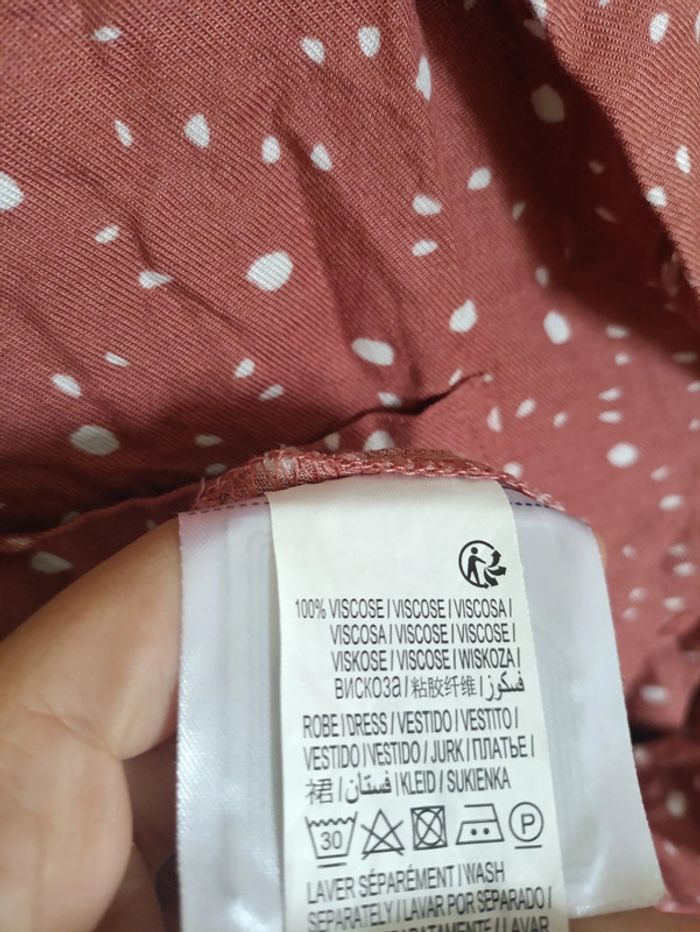 100% VISCOSE / VISCOSE / VISCOSA /
VISCOSA / VISCOSE / VISCOSE /
VISKOSE / VISCOSE / WISKOZA /
ВИСКОЗА / 粘胶纤维 / فسكوز
ROBE / DRESS / VESTIDO / VESTITO /
VESTIDO / VESTIDO / JURK / ПЛАТЬЕ /
裙 / فستان / KLEID / SUKIENKA
30 P
LAVER SÉPARÉMENT / WASH
SEPARATELY / LAVAR POR SEPARADO /
LAVAR